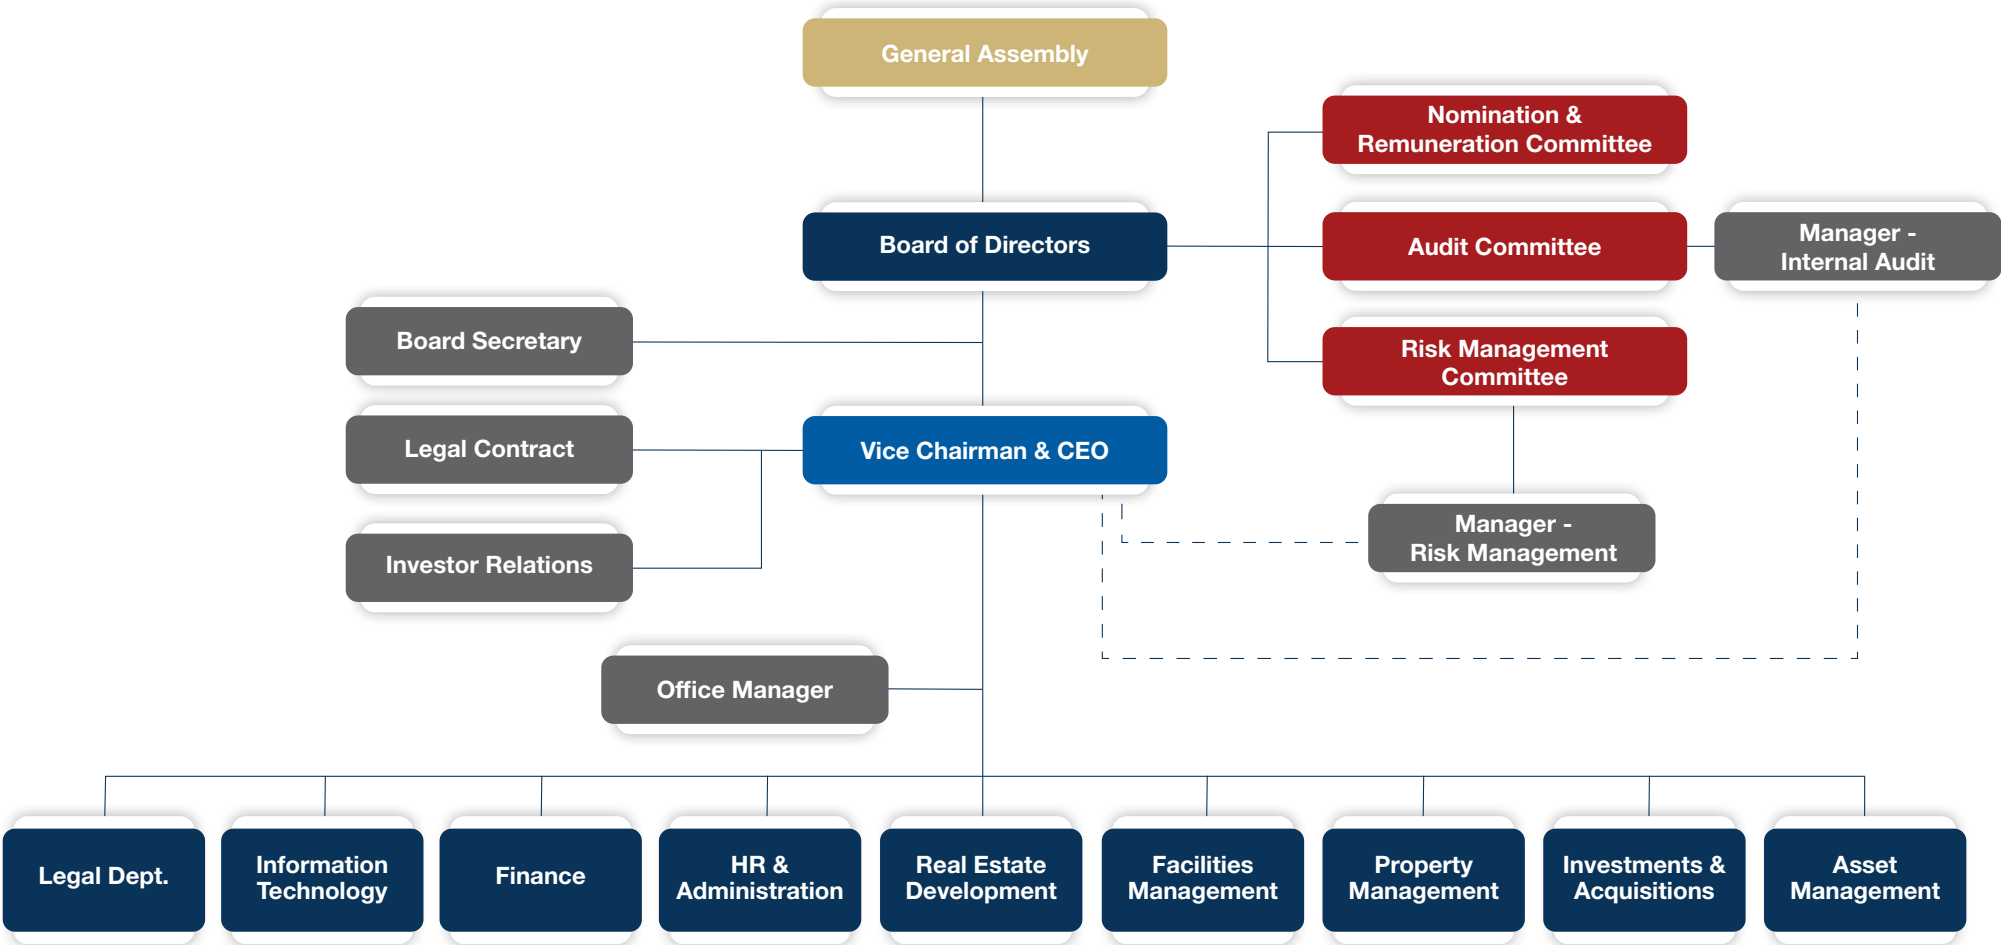 General Assembly
Nomination &
Remuneration Committee
Board of Directors
Audit Committee
Manager -
Internal Audit
Board Secretary
Risk Management
Committee
Legal Contract
Vice Chairman & CEO
Investor Relations
Manager -
Risk Management
Office Manager
Legal Dept.
Information
Technology
Finance
HR &
Administration
Real Estate
Development
Facilities
Management
Property
Management
Investments &
Acquisitions
Asset
Management